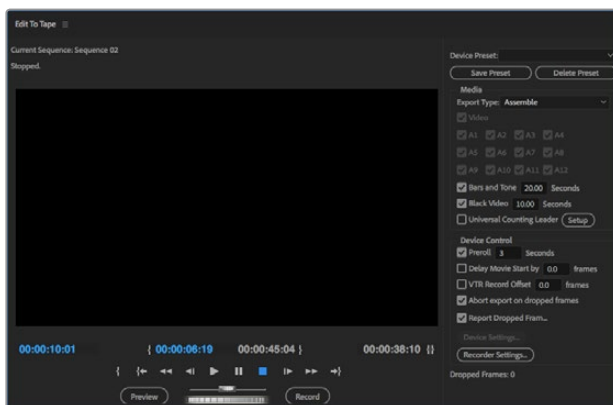 Edit To Tape
Current Sequence: Sequence 02
Stopped.
00:00:10:01
{ 00:00:06:19
00:00:45:04 }
00:00:38:10 {}
Preview
Record
Device Preset:
Save Preset
Delete Preset
Media
Export Type: Assemble
Video
A1 A2 A3 A4
A5 A6 A7 A8
A9 A10 A11 A12
Bars and Tone 20.00 Seconds
Black Video 10.00 Seconds
Universal Counting Leader Setup
Device Control
Preroll 3 Seconds
Delay Movie Start by 0.0 frames
VTR Record Offset 0.0 frames
Abort export on dropped frames
Report Dropped Fram...
Device Settings...
Recorder Settings...
Dropped Frames: 0